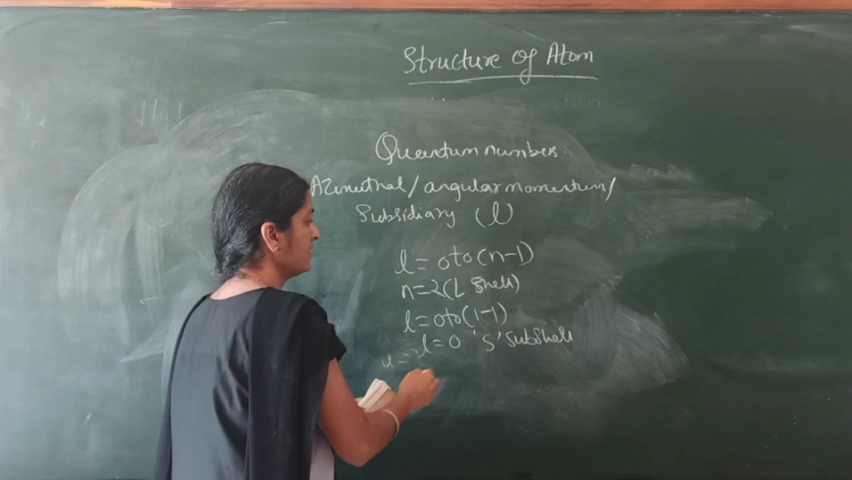 Structure of Atom
Quantum numbers.
Azimuthal / angular momentum /
Subsidiary (l)
l = 0 to (n-1)
n = 2 (L Shell)
l = 0 to (1-1)
l = 0 's' subshell